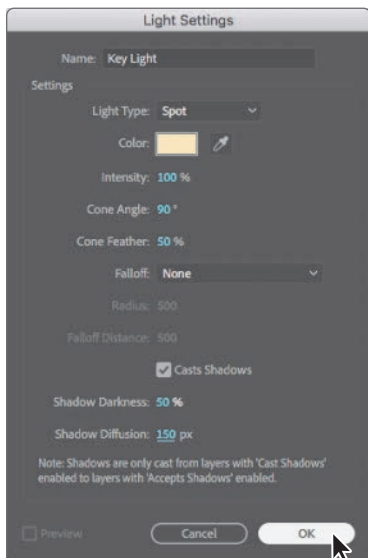 Light Settings
Name: Key Light
Settings
Light Type: Spot
Color:
Intensity: 100 %
Cone Angle: 90 °
Cone Feather: 50 %
Falloff: None
Radius: 500
Falloff Distance: 500
Casts Shadows
Shadow Darkness: 50 %
Shadow Diffusion: 150 px
Note: Shadows are only cast from layers with 'Cast Shadows'
enabled to layers with 'Accepts Shadows' enabled.
Preview Cancel OK